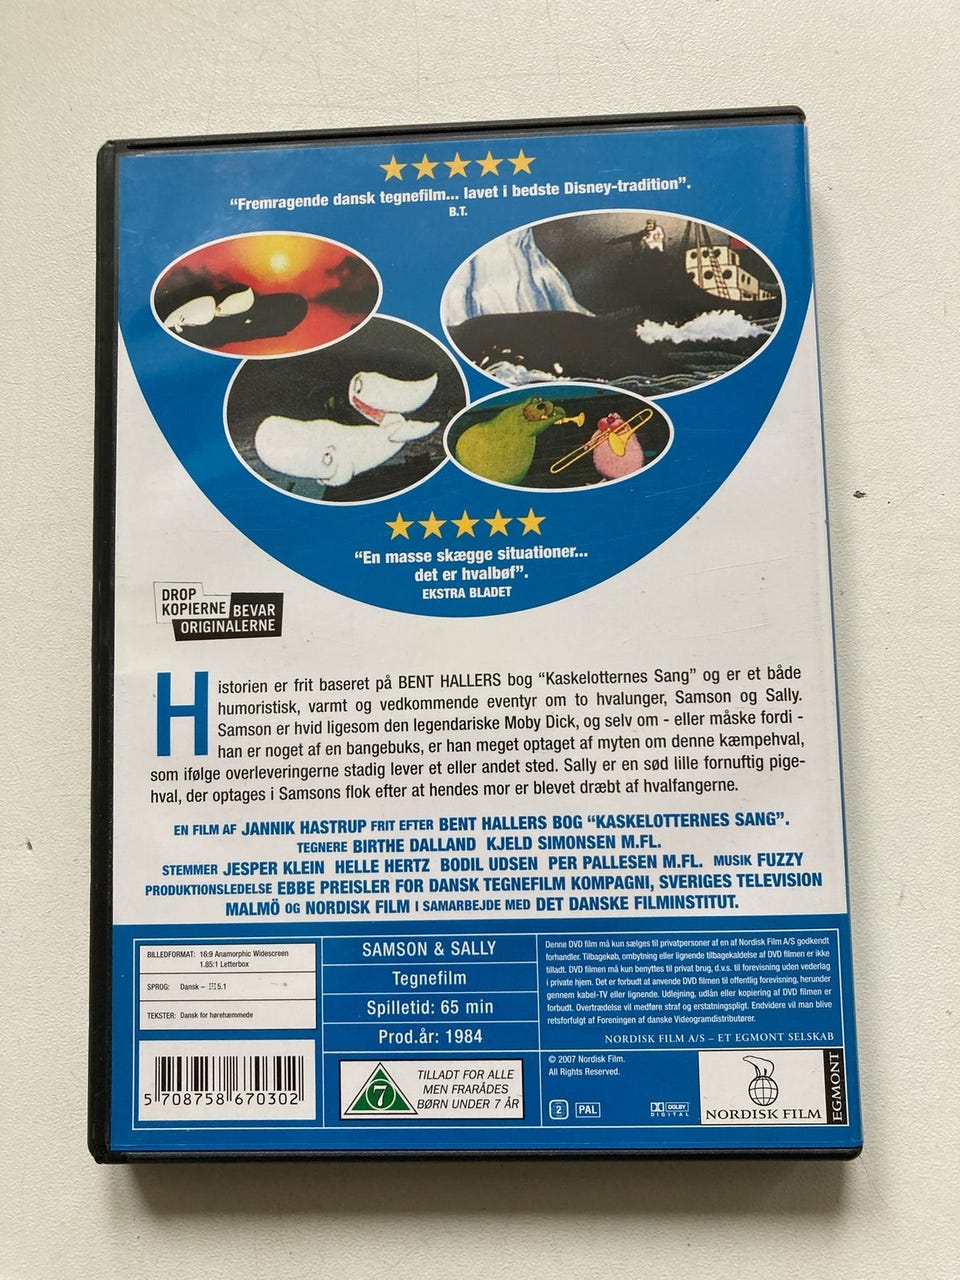 "Fremragende dansk tegnefilm... lavet i bedste Disney-tradition".
B.T.
"En masse skægge situationer...
det er hvalbøf".
EKSTRA BLADET
DROP
KOPIERNE BEVAR
ORIGINALERNE
Historien er frit baseret på BENT HALLERS bog "Kaskelotternes Sang" og er et både
humoristisk, varmt og vedkommende eventyr om to hvalunger, Samson og Sally.
Samson er hvid ligesom den legendariske Moby Dick, og selv om - eller måske fordi -
han er noget af en bangebuks, er han meget optaget af myten om denne kæmpehval,
som ifølge overleveringerne stadig lever et eller andet sted. Sally er en sød lille fornuftig pige-
hval, der optages i Samsons flok efter at hendes mor er blevet dræbt af hvalfangerne.
EN FILM AF JANNIK HASTRUP FRIT EFTER BENT HALLERS BOG "KASKELOTTERNES SANG".
TEGNERE BIRTHE DALLAND KJELD SIMONSEN M.FL.
STEMMER JESPER KLEIN HELLE HERTZ BODIL UDSEN PER PALLESEN M.FL. MUSIK FUZZY
PRODUKTIONSLEDELSE EBBE PREISLER FOR DANSK TEGNEFILM KOMPAGNI, SVERIGES TELEVISION
MALMÖ OG NORDISK FILM I SAMARBEJDE MED DET DANSKE FILMINSTITUT.
BILLEDFORMAT: 16:9 Anamorphic Widescreen
1.85:1 Letterbox
SPROG: Dansk – 5.1
TEKSTER: Dansk for hørehæmmede
5 708758 670302
SAMSON & SALLY
Tegnefilm
Spilletid: 65 min
Prod.år: 1984
7
TILLADT FOR ALLE
MEN FRARÅDES
BØRN UNDER 7 ÅR
Denne DVD film må kun sælges til privatpersoner af en af Nordisk Film A/S godkendt
forhandler. Tilbagekøb, ombytning eller lignende tilbagekaldelse af DVD filmen er ikke
tilladt. DVD filmen må kun benyttes til privat brug, d.v.s. til forevisning uden vederlag
i private hjem. Det er forbudt at anvende DVD filmen til offentlig forevisning, herunder
gennem kabel-TV eller lignende. Udlejning, udlån eller kopiering af DVD filmen er
forbudt. Overtrædelse vil medføre straf og erstatningspligt. Endvidere vil man blive
retsforfulgt af Foreningen af danske Videogramdistributører.
NORDISK FILM A/S – ET EGMONT SELSKAB
© 2007 Nordisk Film.
All Rights Reserved.
2 PAL
DOLBY
DIGITAL
NORDISK FILM
EGMONT